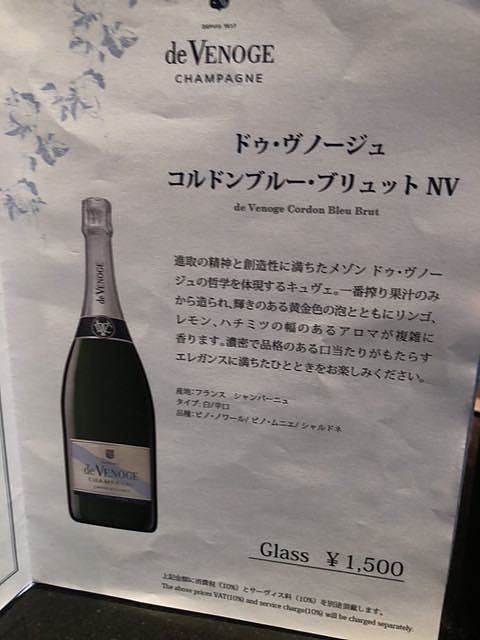 DEPUIS 1837
de VENOGE
CHAMPAGNE
ドゥ・ヴノージュ
コルドンブルー・ブリュット NV
de Venoge Cordon Bleu Brut
進取の精神と創造性に満ちたメゾン ドゥ・ヴノー
ジュの哲学を体現するキュヴェ。一番搾り果汁のみ
から造られ、輝きのある黄金色の泡とともにリンゴ、
レモン、ハチミツの幅のあるアロマが複雑に
香ります。濃密で品格のある口当たりがもたらす
エレガンスに満ちたひとときをお楽しみください。
産地:フランス シャンパーニュ
タイプ:白/辛口
品種:ピノ・ノワール/ ピノ・ムニエ/ シャルドネ
de VENOGE
de VENOGE
CHAMPAGNE
Glass ¥1,500
上記金額に消費税(10%)とサーヴィス料(10%)を別途頂戴します。
The above prices VAT(10%) and service charge(10%) will be charged separately.